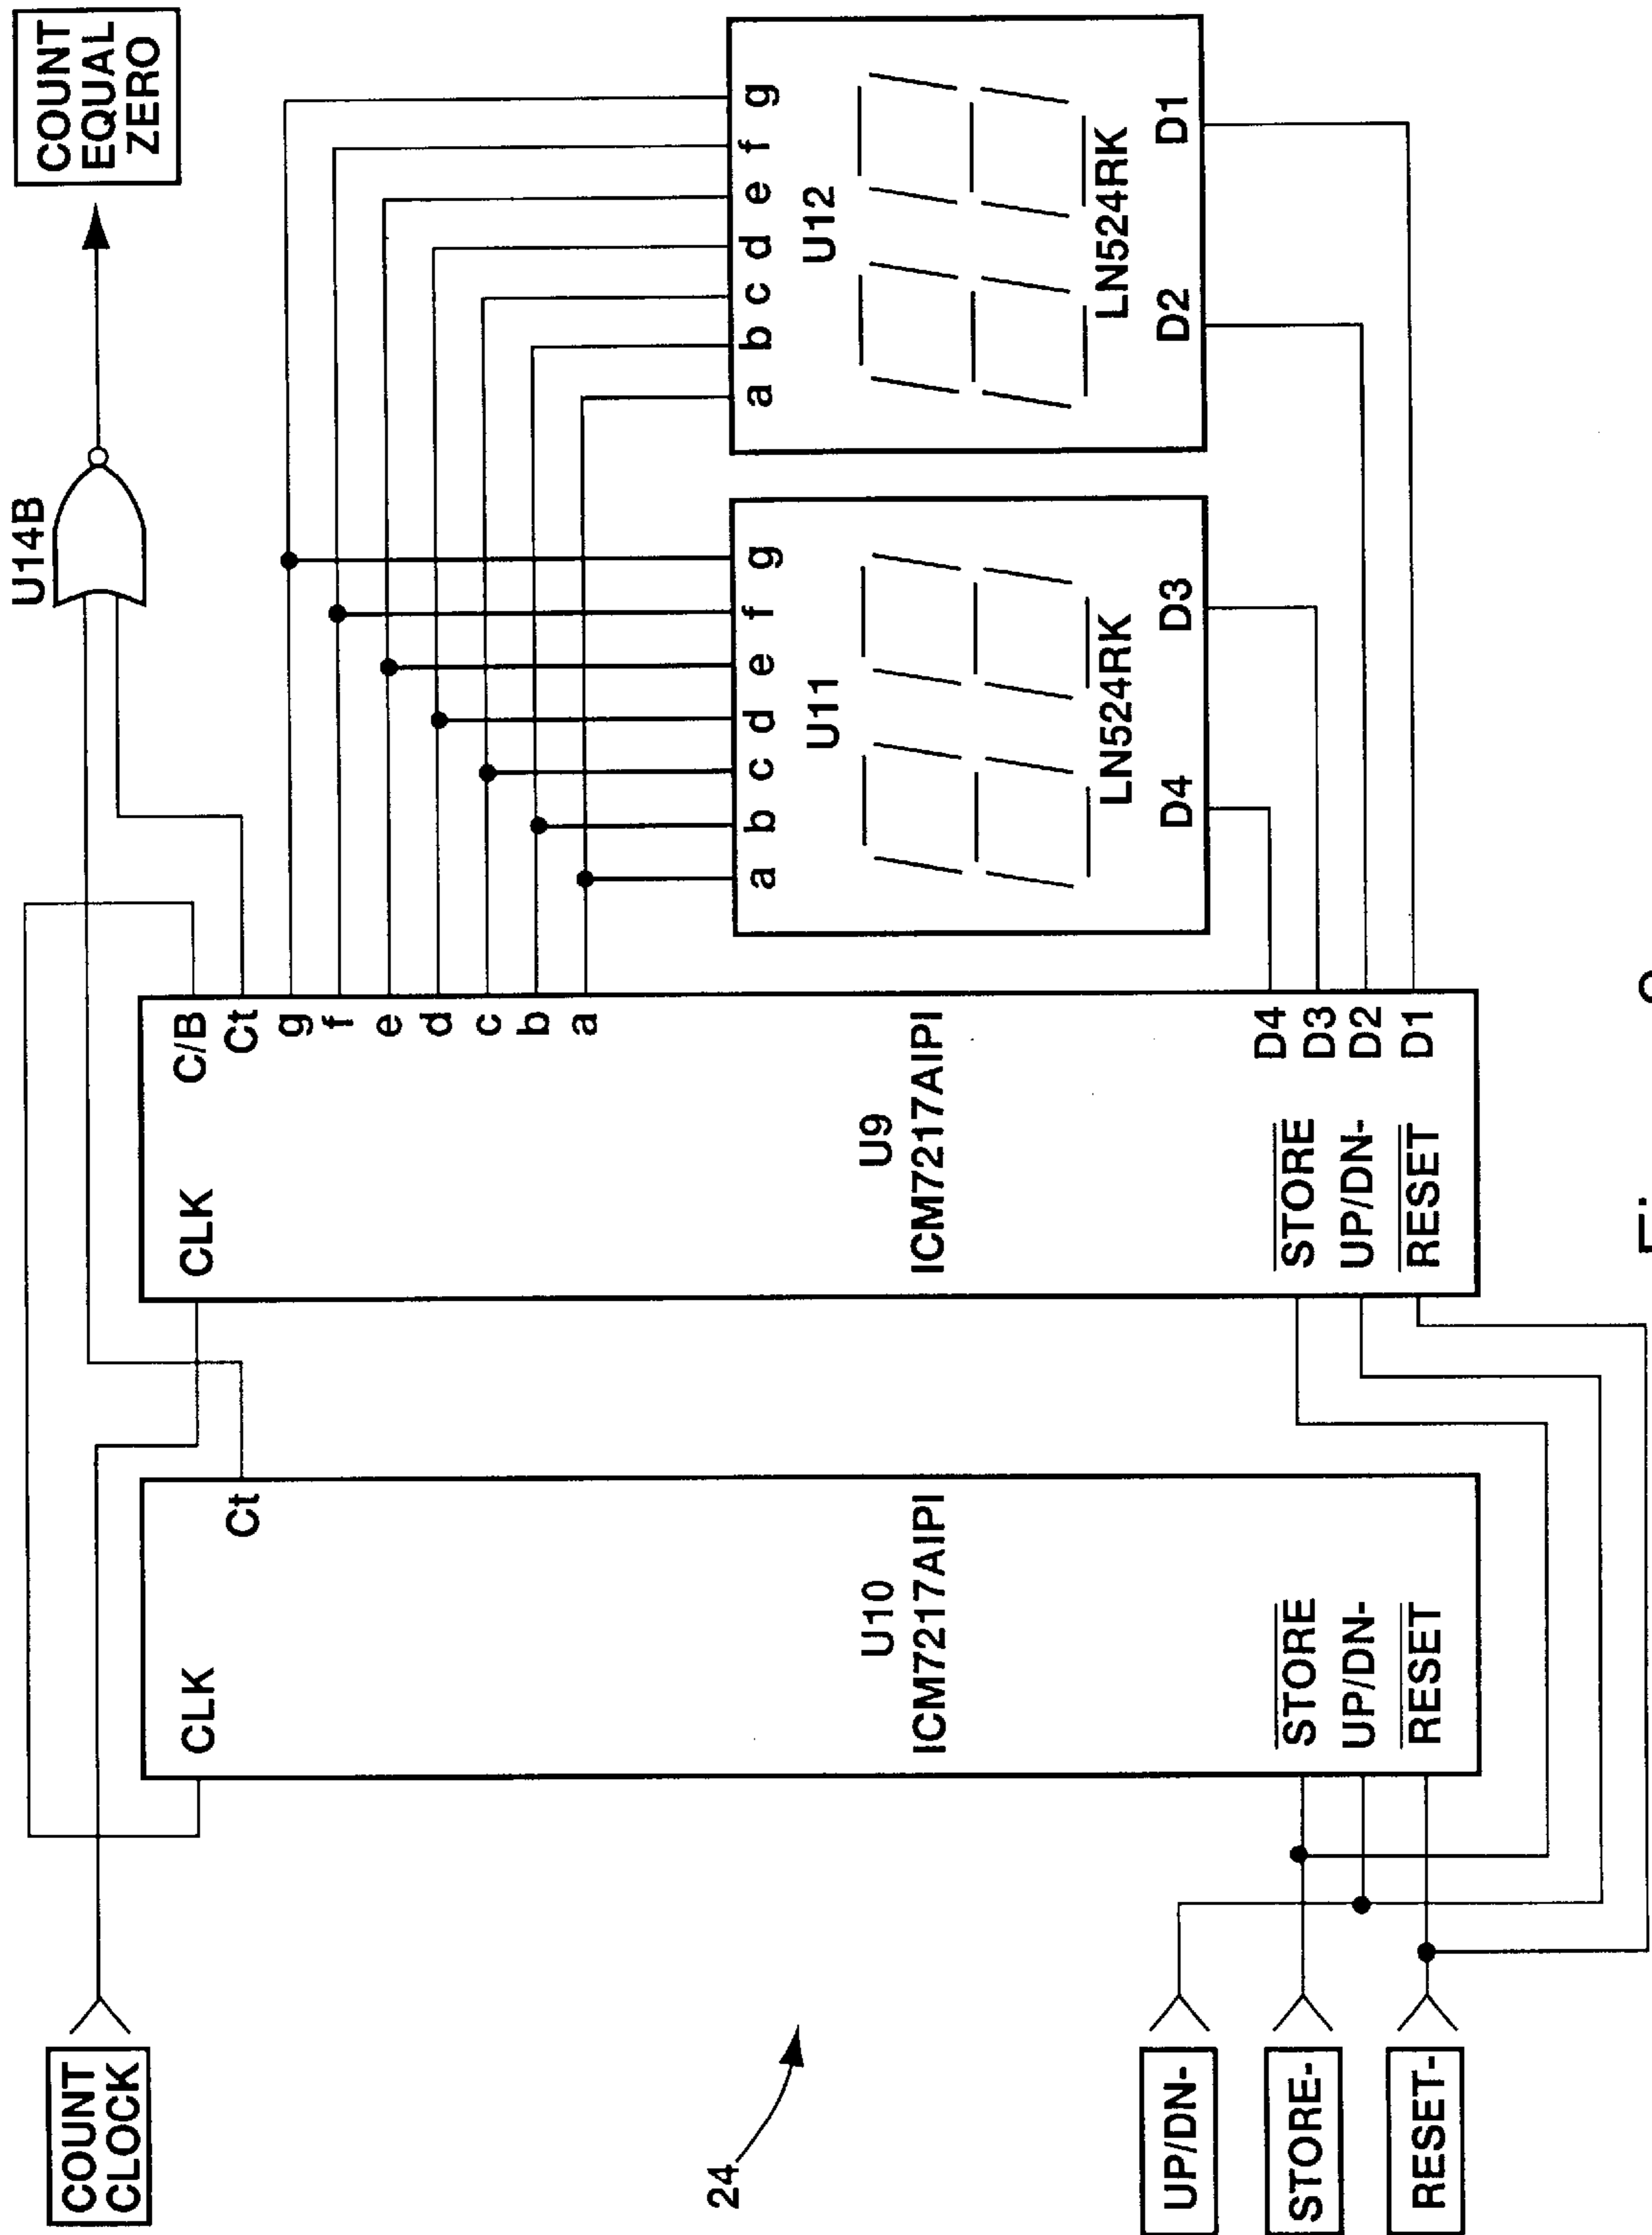 COUNT
CLOCK
COUNT
EQUAL
ZERO
U14B
CLK
Ct
U10
ICM7217AIPI
STORE
UP/DN-
RESET
CLK
C/B
Ct
g
f
e
d
c
b
a
U9
ICM7217AIPI
STORE
UP/DN-
RESET
D4
D3
D2
D1
a b c d e f g
U11
LN524RK
D4 D3
a b c d e f g
U12
LN524RK
D2 D1
24
UP/DN-
STORE-
RESET-